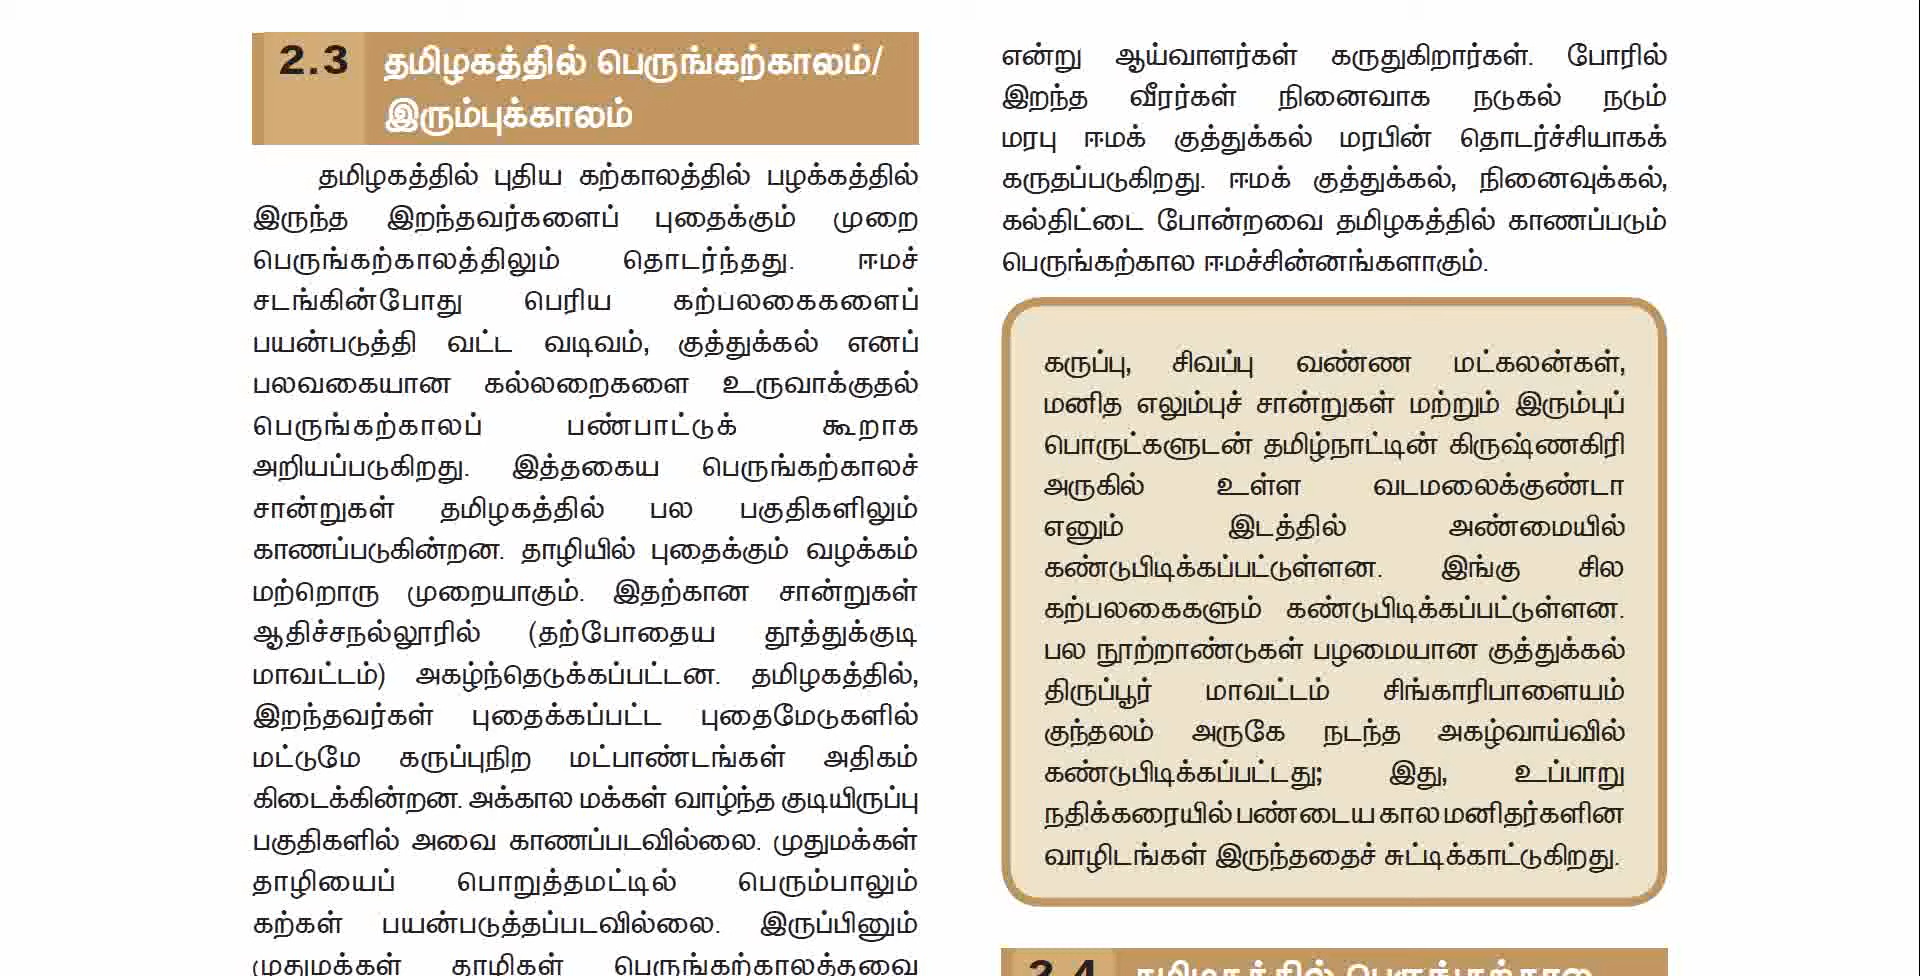 2.3 தமிழகத்தில் பெருங்கற்காலம்/
இரும்புக்காலம்
தமிழகத்தில் புதிய கற்காலத்தில் பழக்கத்தில்
இருந்த இறந்தவர்களைப் புதைக்கும் முறை
பெருங்கற்காலத்திலும் தொடர்ந்தது. ஈமச்
சடங்கின்போது பெரிய கற்பலகைகளைப்
பயன்படுத்தி வட்ட வடிவம், குத்துக்கல் எனப்
பலவகையான கல்லறைகளை உருவாக்குதல்
பெருங்கற்காலப் பண்பாட்டுக் கூறாக
அறியப்படுகிறது. இத்தகைய பெருங்கற்காலச்
சான்றுகள் தமிழகத்தில் பல பகுதிகளிலும்
காணப்படுகின்றன. தாழியில் புதைக்கும் வழக்கம்
மற்றொரு முறையாகும். இதற்கான சான்றுகள்
ஆதிச்சநல்லூரில் (தற்போதைய தூத்துக்குடி
மாவட்டம்) அகழ்ந்தெடுக்கப்பட்டன. தமிழகத்தில்,
இறந்தவர்கள் புதைக்கப்பட்ட புதைமேடுகளில்
மட்டுமே கருப்புநிற மட்பாண்டங்கள் அதிகம்
கிடைக்கின்றன. அக்கால மக்கள் வாழ்ந்த குடியிருப்பு
பகுதிகளில் அவை காணப்படவில்லை. முதுமக்கள்
தாழியைப் பொறுத்தமட்டில் பெரும்பாலும்
கற்கள் பயன்படுத்தப்படவில்லை. இருப்பினும்
முதுமக்கள் தாழிகள் பெருங்கற்காலத்தவை
என்று ஆய்வாளர்கள் கருதுகிறார்கள். போரில்
இறந்த வீரர்கள் நினைவாக நடுகல் நடும்
மரபு ஈமக் குத்துக்கல் மரபின் தொடர்ச்சியாகக்
கருதப்படுகிறது. ஈமக் குத்துக்கல், நினைவுக்கல்,
கல்திட்டை போன்றவை தமிழகத்தில் காணப்படும்
பெருங்கற்கால ஈமச்சின்னங்களாகும்.
கருப்பு, சிவப்பு வண்ண மட்கலன்கள்,
மனித எலும்புச் சான்றுகள் மற்றும் இரும்புப்
பொருட்களுடன் தமிழ்நாட்டின் கிருஷ்ணகிரி
அருகில் உள்ள வடமலைக்குண்டா
எனும் இடத்தில் அண்மையில்
கண்டுபிடிக்கப்பட்டுள்ளன. இங்கு சில
கற்பலகைகளும் கண்டுபிடிக்கப்பட்டுள்ளன.
பல நூற்றாண்டுகள் பழமையான குத்துக்கல்
திருப்பூர் மாவட்டம் சிங்காரிபாளையம்
குந்தலம் அருகே நடந்த அகழ்வாய்வில்
கண்டுபிடிக்கப்பட்டது; இது, உப்பாறு
நதிக்கரையில் பண்டைய கால மனிதர்களின
வாழிடங்கள் இருந்ததைச் சுட்டிக்காட்டுகிறது.
2.4 தமிழகத்தில்